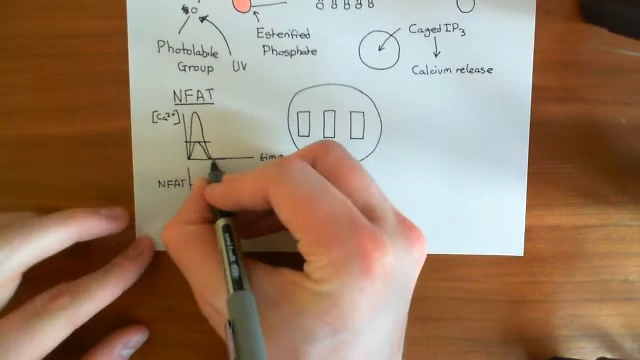 Photolabile
Group
UV
Esterified
Phosphate
Caged IP₃
Calcium release
NFAT
[Ca²⁺]
time
NFAT